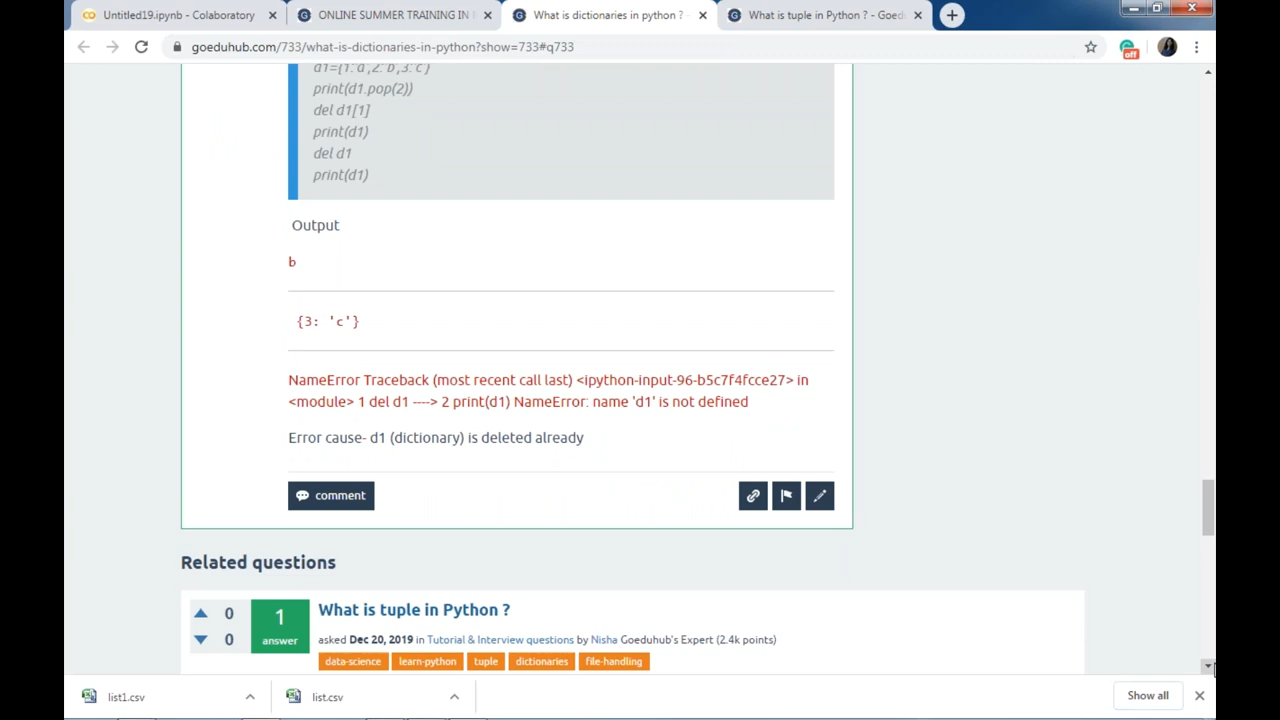 Untitled19.ipynb - Colaboratory
ONLINE SUMMER TRAINING IN
What is dictionaries in python ? -
What is tuple in Python ? - Goedu
goeduhub.com/733/what-is-dictionaries-in-python?show=733#q733
off
d1={1:'a',2:'b',3:'c'}
print(d1.pop(2))
del d1[1]
print(d1)
del d1
print(d1)
Output
b
{3: 'c'}
NameError Traceback (most recent call last) <ipython-input-96-b5c7f4fcce27> in
<module> 1 del d1 ----> 2 print(d1) NameError: name 'd1' is not defined
Error cause- d1 (dictionary) is deleted already
comment
Related questions
0
0
1
answer
What is tuple in Python ?
asked Dec 20, 2019 in Tutorial & Interview questions by Nisha Goeduhub's Expert (2.4k points)
data-science learn-python tuple dictionaries file-handling
list1.csv
list.csv
Show all